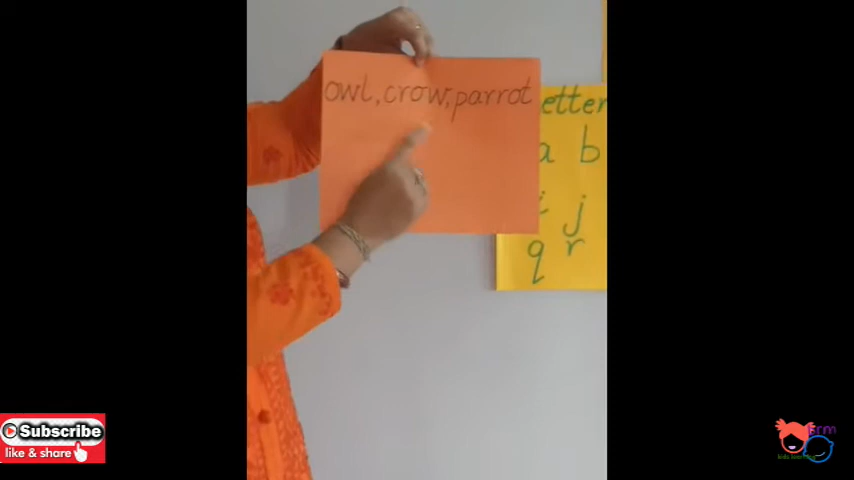 owl, crow, parrot
etter
a b
i j
q r
Subscribe
like & share